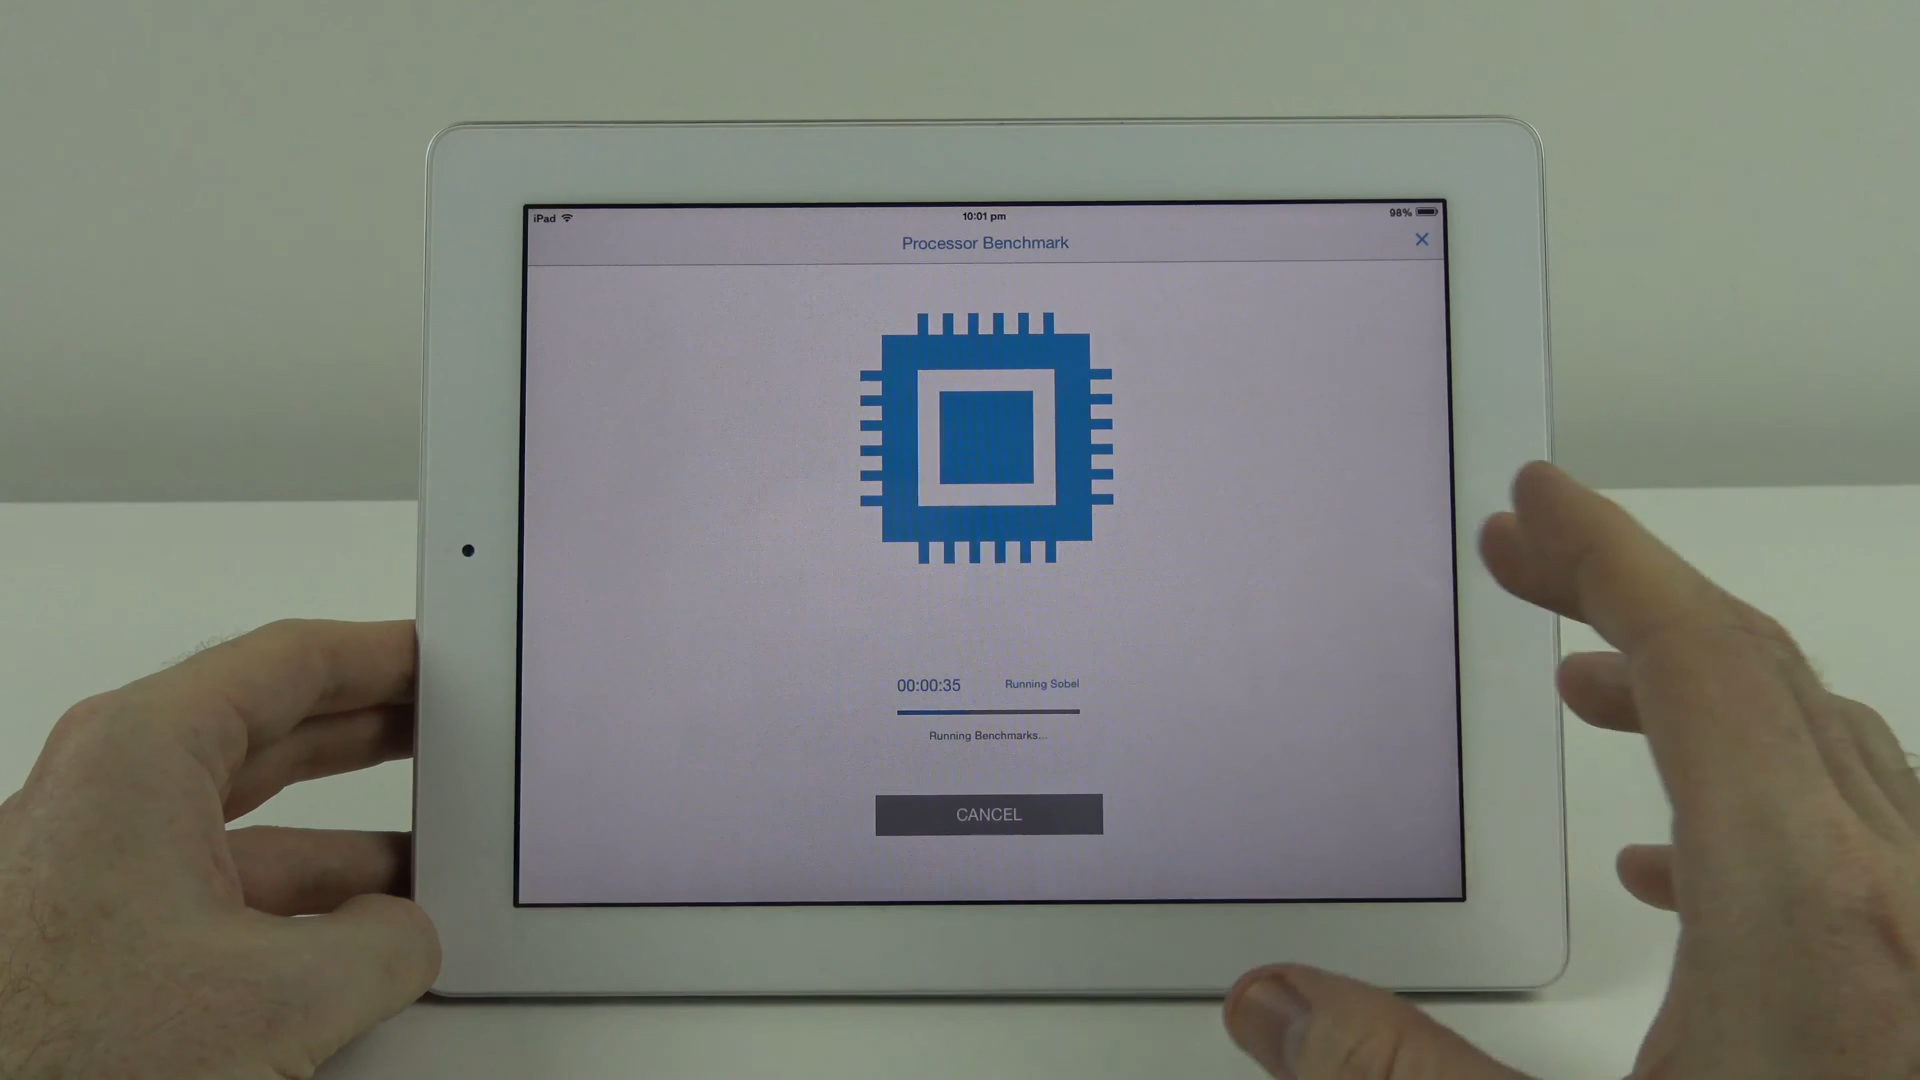 iPad
10:01 pm
98%
Processor Benchmark
00:00:35
Running Sobel
Running Benchmarks...
CANCEL